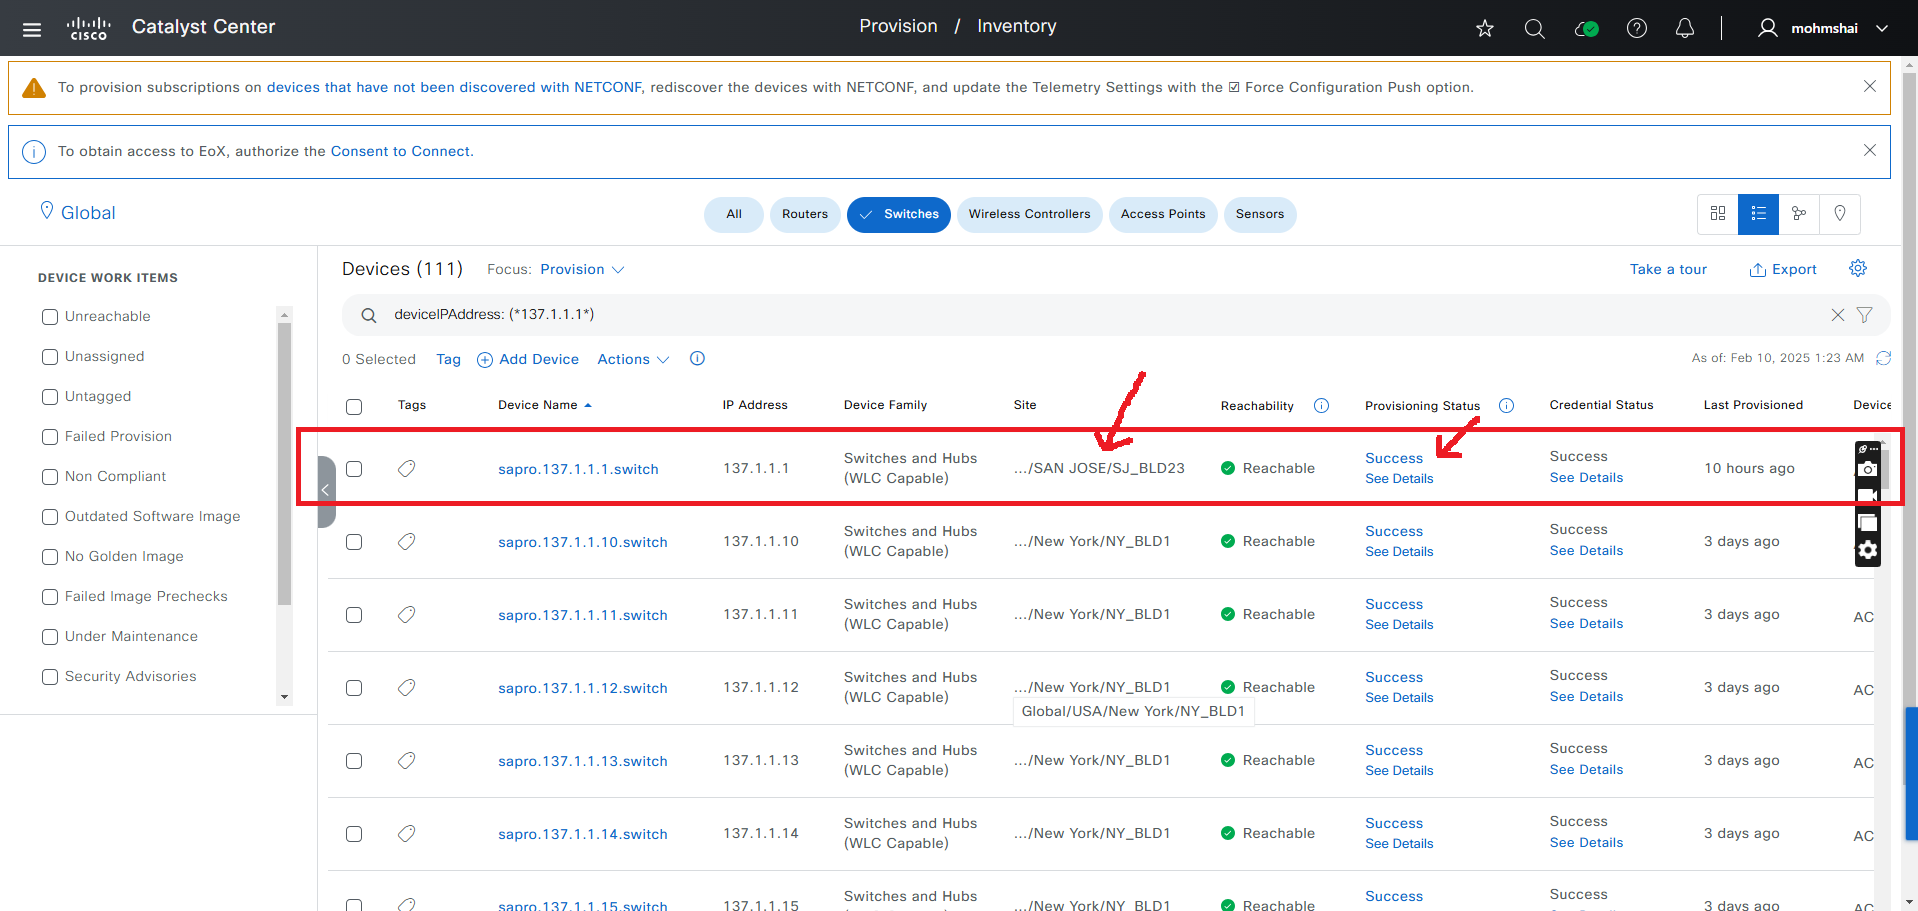 cisco Catalyst Center Provision / Inventory mohmshai
To provision subscriptions on devices that have not been discovered with NETCONF, rediscover the devices with NETCONF, and update the Telemetry Settings with the ☑ Force Configuration Push option.
To obtain access to EoX, authorize the Consent to Connect.
Global All Routers Switches Wireless Controllers Access Points Sensors
DEVICE WORK ITEMS
Unreachable
Unassigned
Untagged
Failed Provision
Non Compliant
Outdated Software Image
No Golden Image
Failed Image Prechecks
Under Maintenance
Security Advisories
Devices (111) Focus: Provision Take a tour Export
deviceIPAddress: (*137.1.1.1*)
0 Selected Tag Add Device Actions As of: Feb 10, 2025 1:23 AM
Tags Device Name IP Address Device Family Site Reachability Provisioning Status Credential Status Last Provisioned Device
sapro.137.1.1.1.switch 137.1.1.1 Switches and Hubs (WLC Capable) .../SAN JOSE/SJ_BLD23 Reachable Success See Details Success See Details 10 hours ago
sapro.137.1.1.10.switch 137.1.1.10 Switches and Hubs (WLC Capable) .../New York/NY_BLD1 Reachable Success See Details Success See Details 3 days ago
sapro.137.1.1.11.switch 137.1.1.11 Switches and Hubs (WLC Capable) .../New York/NY_BLD1 Reachable Success See Details Success See Details 3 days ago AC
sapro.137.1.1.12.switch 137.1.1.12 Switches and Hubs (WLC Capable) .../New York/NY_BLD1 Reachable Success See Details Success See Details 3 days ago AC
Global/USA/New York/NY_BLD1
sapro.137.1.1.13.switch 137.1.1.13 Switches and Hubs (WLC Capable) .../New York/NY_BLD1 Reachable Success See Details Success See Details 3 days ago AC
sapro.137.1.1.14.switch 137.1.1.14 Switches and Hubs (WLC Capable) .../New York/NY_BLD1 Reachable Success See Details Success See Details 3 days ago AC
sapro.137.1.1.15.switch 137.1.1.15 Switches and Hubs .../New York/NY_BLD1 Reachable Success Success 3 days ago AC